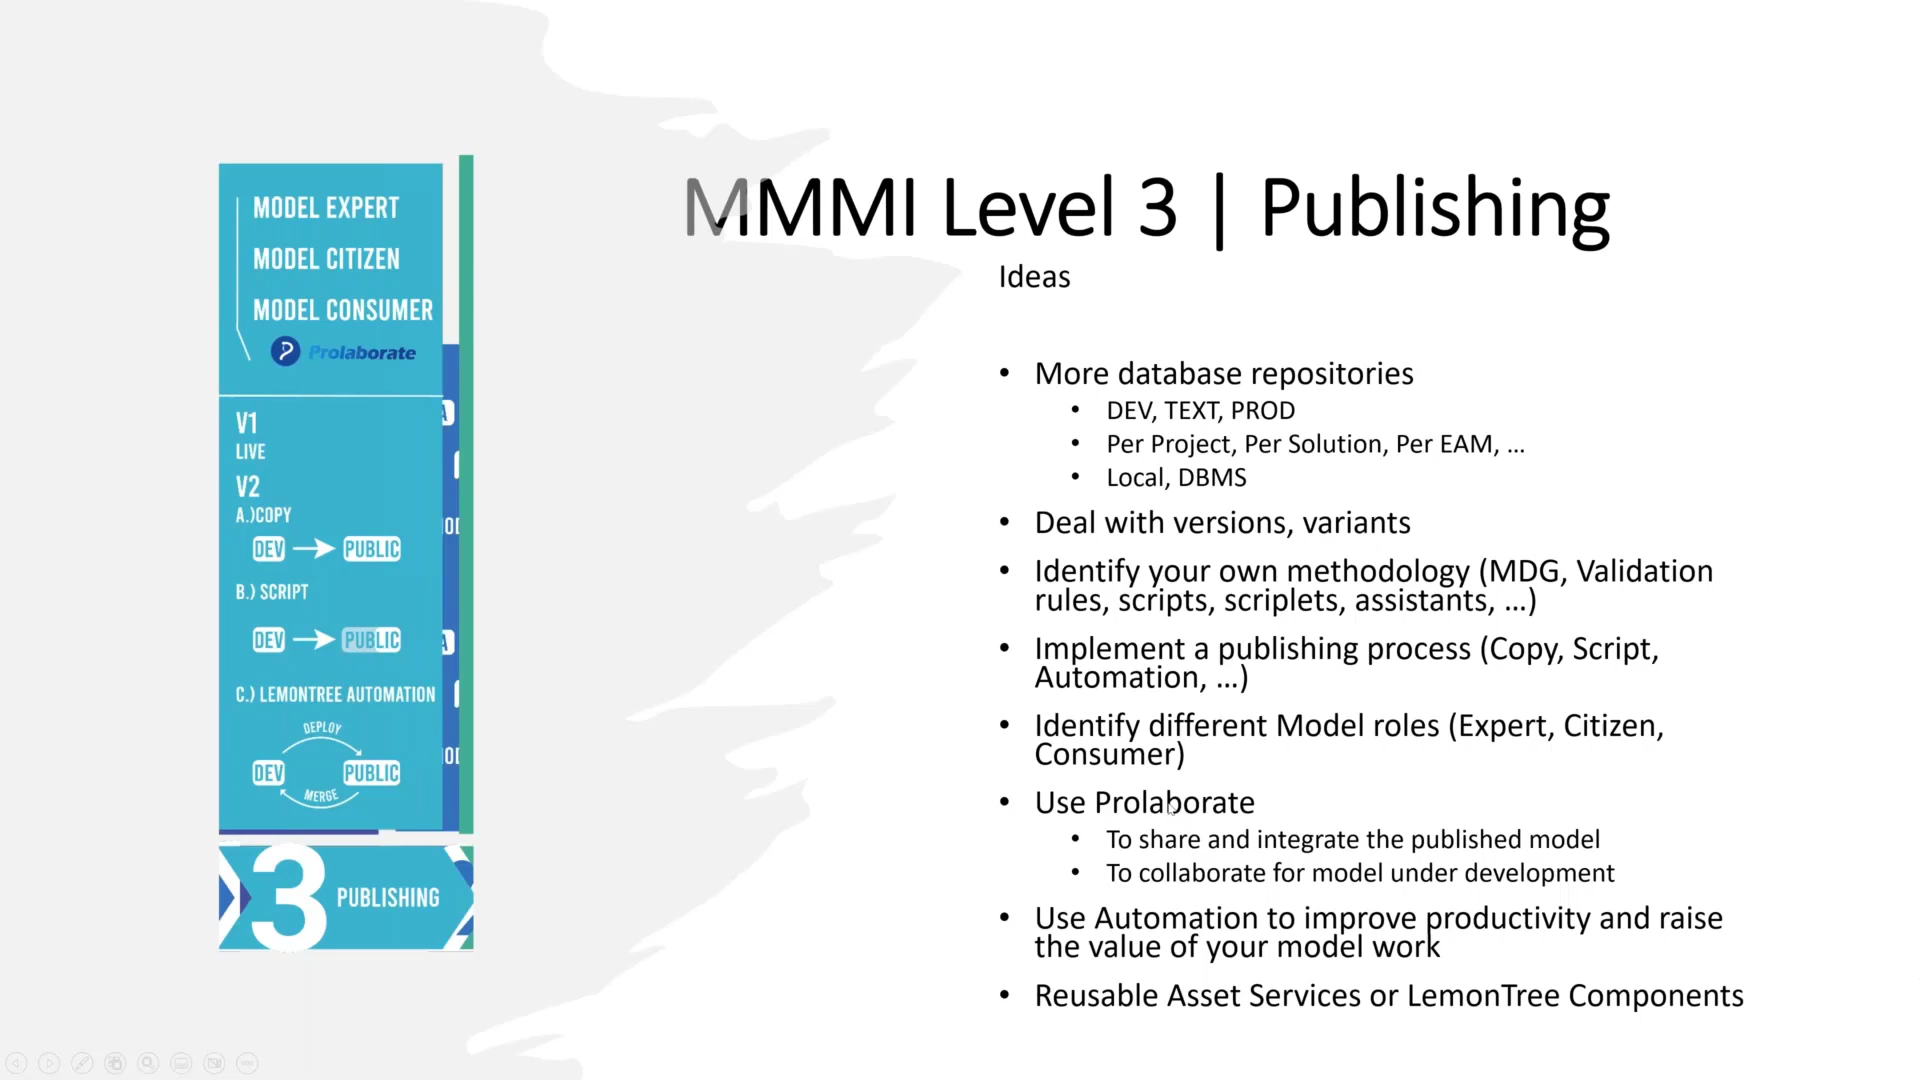 MODEL EXPERT
MODEL CITIZEN
MODEL CONSUMER
Prolaborate
V1
LIVE
V2
A.)COPY
DEV PUBLIC
B.) SCRIPT
DEV PUBLIC
C.) LEMONTREE AUTOMATION
DEPLOY
DEV PUBLIC
MERGE
3 PUBLISHING
MMMI Level 3 | Publishing
Ideas
• More database repositories
• DEV, TEXT, PROD
• Per Project, Per Solution, Per EAM, ...
• Local, DBMS
• Deal with versions, variants
• Identify your own methodology (MDG, Validation
rules, scripts, scriplets, assistants, ...)
• Implement a publishing process (Copy, Script,
Automation, ...)
• Identify different Model roles (Expert, Citizen,
Consumer)
• Use Prolaborate
• To share and integrate the published model
• To collaborate for model under development
• Use Automation to improve productivity and raise
the value of your model work
• Reusable Asset Services or LemonTree Components